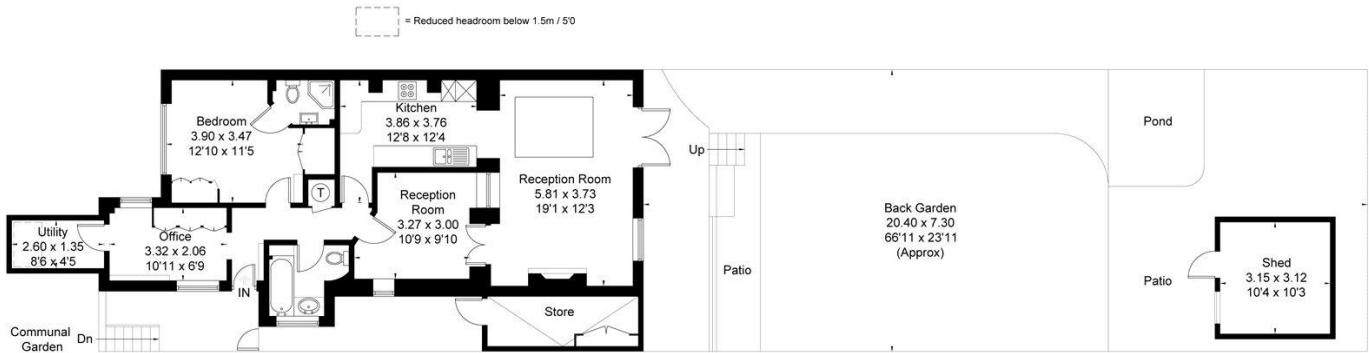 = Reduced headroom below 1.5m / 5'0
Bedroom
3.90 x 3.47
12'10 x 11'5
Kitchen
3.86 x 3.76
12'8 x 12'4
T
Reception Room
5.81 x 3.73
19'1 x 12'3
Reception
Room
3.27 x 3.00
10'9 x 9'10
Utility
2.60 x 1.35
8'6 x 4'5
Office
3.32 x 2.06
10'11 x 6'9
IN
Store
Communal
Garden
Dn
Up
Patio
Back Garden
20.40 x 7.30
66'11 x 23'11
(Approx)
Pond
Patio
Shed
3.15 x 3.12
10'4 x 10'3